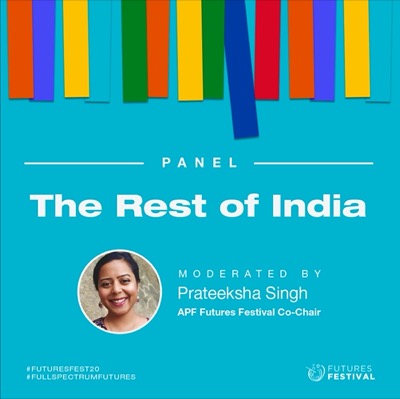 PANEL
The Rest of India
MODERATED BY
Prateeksha Singh
APF Futures Festival Co-Chair
#FUTURESFEST20
#FULLSPECTRUMFUTURES
FUTURES
FESTIVAL